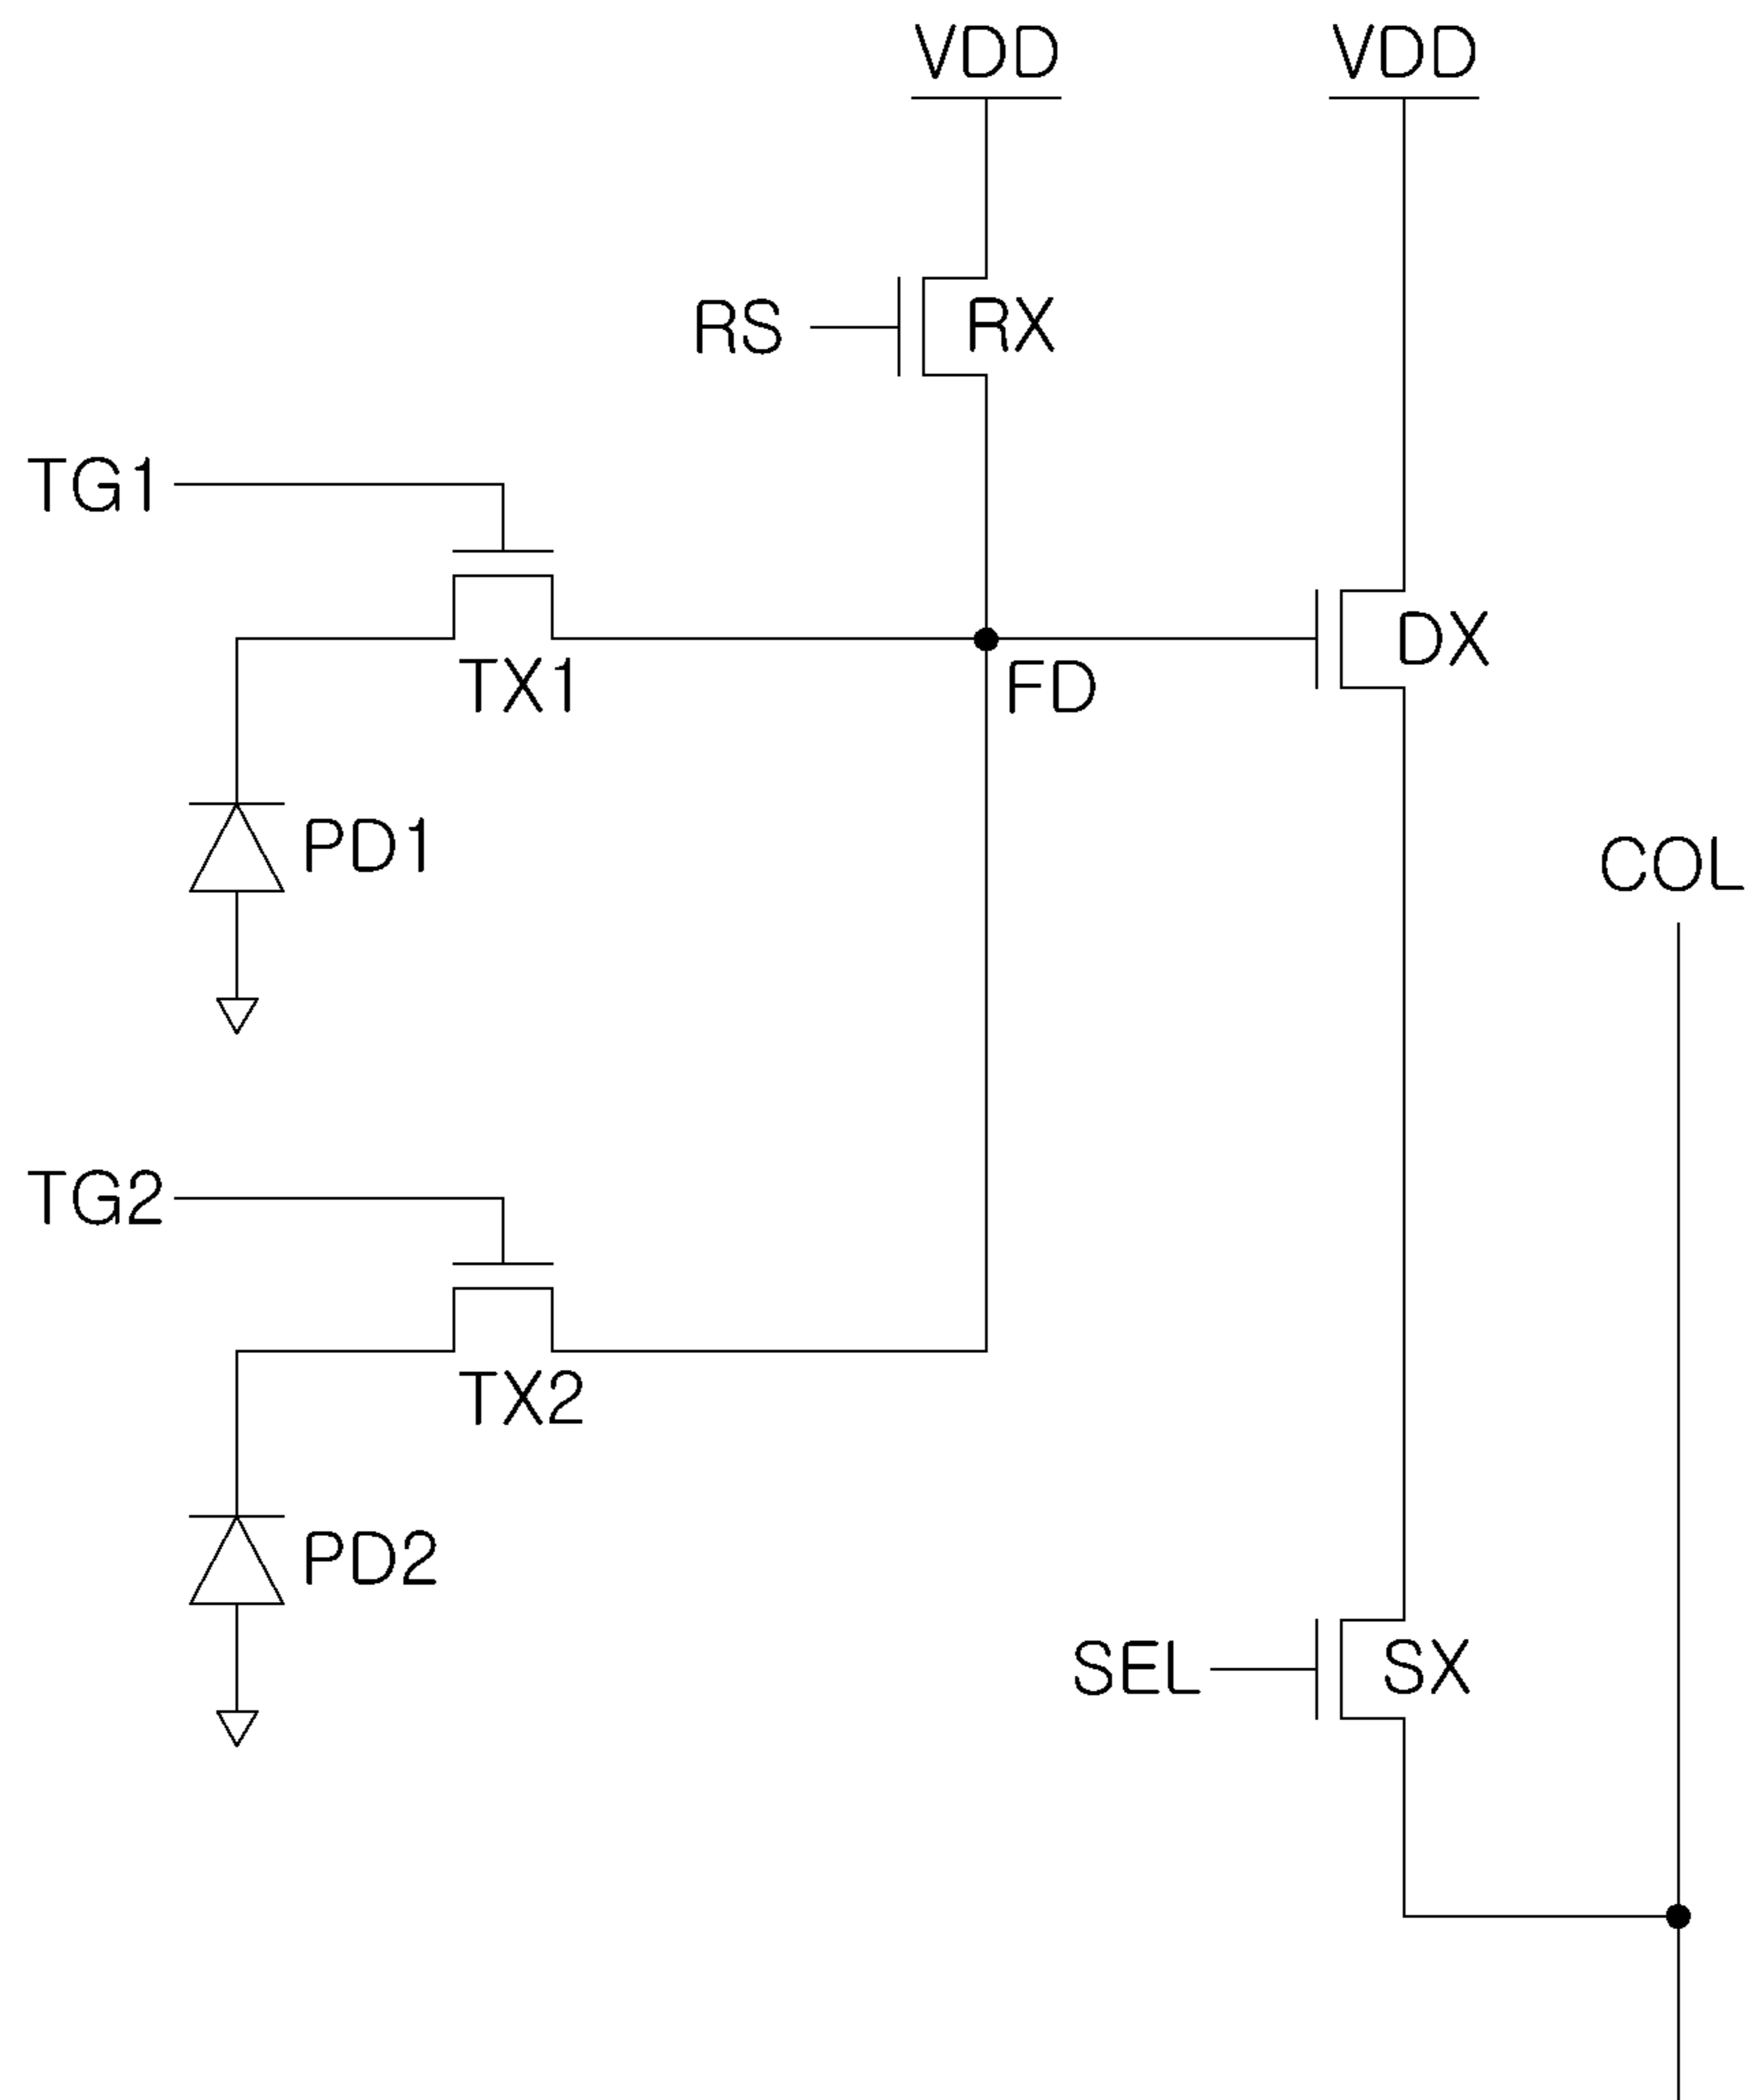 VDD VDD
RS RX
TG1
TX1 FD DX
PD1 COL
TG2
TX2
PD2
SEL SX